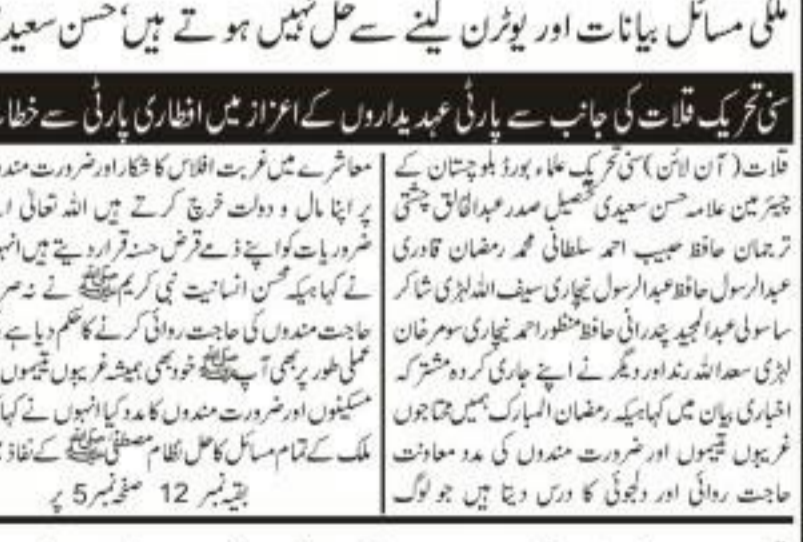 ملکی مسائل بیانات اور یوٹرن لینے سے حل نہیں ہوتے ہیں‘ حسن سعیدی
سنی تحریک قلات کی جانب سے پارٹی عہدیداروں کے اعزاز میں افطاری پارٹی سے خطا
قلات (آن لائن) سنی تحریک علماء بورڈ بلوچستان کے
چیئرمین علامہ حسن سعیدی تحصیل صدر عبدالخالق چشتی
ترجمان حافظ حبیب احمد سلطانی محمد رمضان قادری
عبدالرسول حافظ عبدالرسول نیچاری سیف اللہ لہڑی شاکر
ساسولی عبدالمجید پندرانی حافظ منظور احمد نیچاری سومر خان
لہڑی سعد اللہ رند اور دیگر نے اپنے جاری کردہ مشترکہ
اخباری بیان میں کہا ہیکہ رمضان المبارک ہمیں محتاجوں
غریبوں یتیموں اور ضرورت مندوں کی مدد معاونت
حاجت روائی اور دلجوئی کا درس دیتا ہیں جو لوگ
معاشرے میں غربت افلاس کا شکار اور ضرورت مند
پر اپنا مال و دولت خرچ کرتے ہیں اللہ تعالیٰ ا
ضروریات کو اپنے ذمے قرض حسنہ قرار دیتے ہیں انہو
نے کہا ہیکہ محسن انسانیت نبی کریم ﷺ نے نہ صر
حاجت مندوں کی حاجت روائی کرنے کا حکم دیا ہے
عملی طور پر بھی آپ ﷺ خود بھی ہمیشہ غریبوں یتیموں
مسکینوں اور ضرورت مندوں کا مدد کیا انہوں نے کہا
ملک کے تمام مسائل کا حل نظام مصطفیٰ ﷺ کے نفاذ
بقیہ نمبر 12 صفحہ نمبر 5 پر